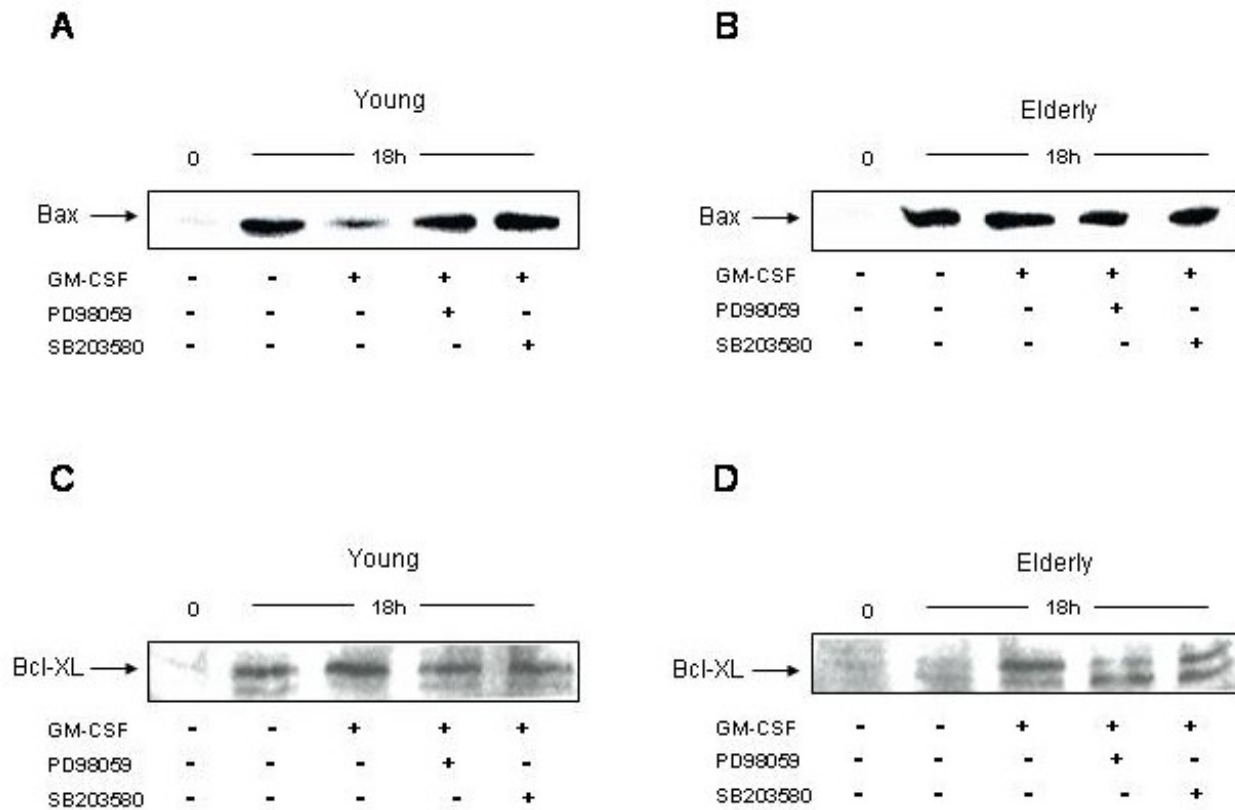 A
Young
0 18h
Bax
GM-CSF - - + + +
PD98059 - - - + -
SB203580 - - - - +
B
Elderly
0 18h
Bax
GM-CSF - - + + +
PD98059 - - - + -
SB203580 - - - - +
C
Young
0 18h
Bcl-XL
GM-CSF - - + + +
PD98059 - - - + -
SB203580 - - - - +
D
Elderly
0 18h
Bcl-XL
GM-CSF - - + + +
PD98059 - - - + -
SB203580 - - - - +